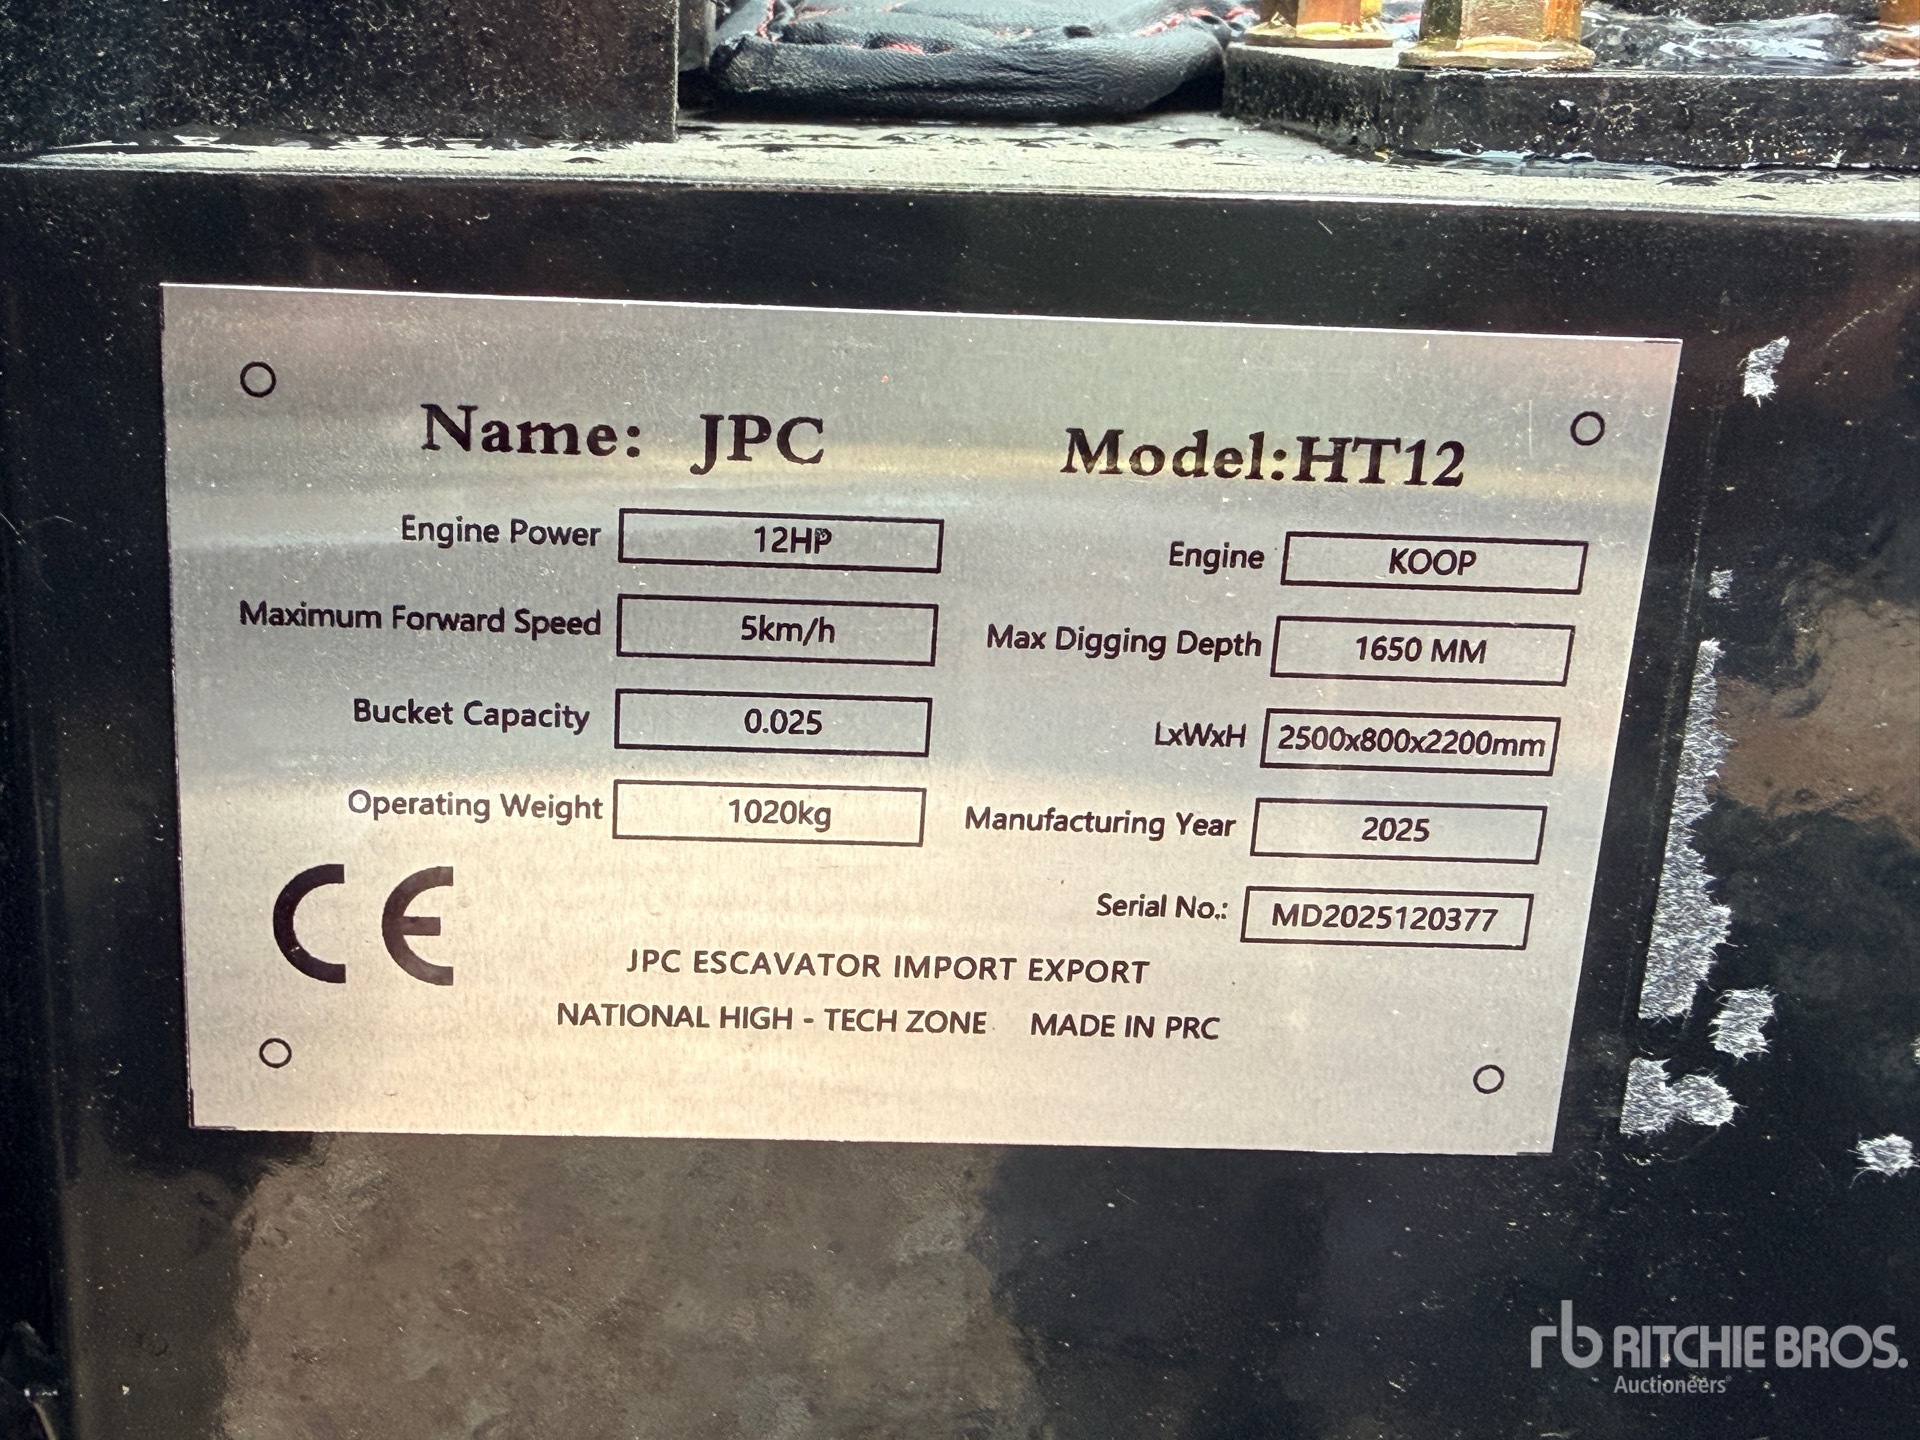 Name: JPC
Model:HT12
Engine Power 12HP
Engine KOOP
Maximum Forward Speed 5km/h
Max Digging Depth 1650 MM
Bucket Capacity 0.025
LxWxH 2500x800x2200mm
Operating Weight 1020kg
Manufacturing Year 2025
Serial No.: MD2025120377
CE
JPC ESCAVATOR IMPORT EXPORT
NATIONAL HIGH - TECH ZONE MADE IN PRC
rb RITCHIE BROS.
Auctioneers